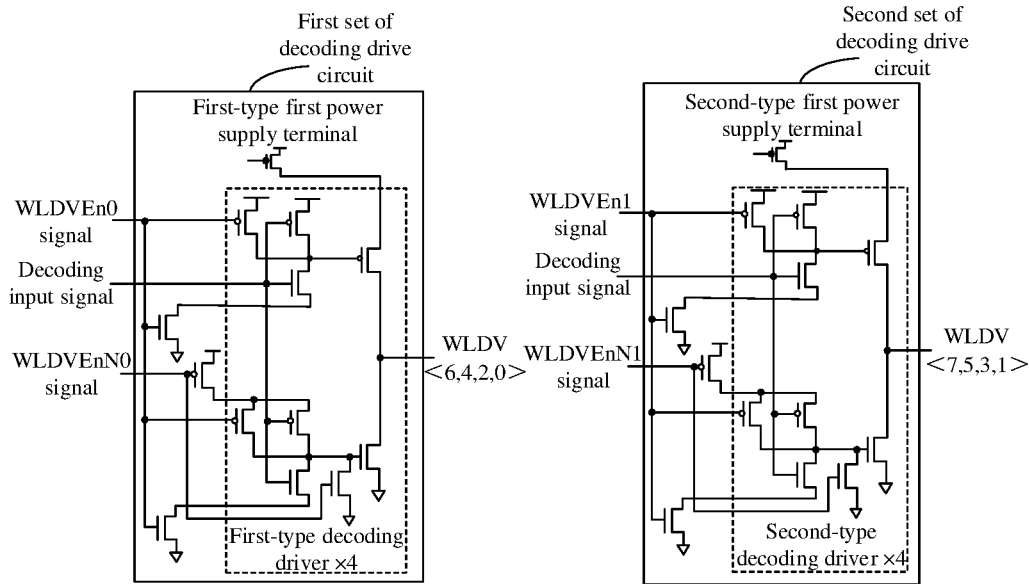 First set of
decoding drive
circuit
First-type first power
supply terminal
WLDVEn0
signal
Decoding
input signal
WLDVEnN0
signal
WLDV
<6,4,2,0>
First-type decoding
driver ×4
Second set of
decoding drive
circuit
Second-type first power
supply terminal
WLDVEn1
signal
Decoding
input signal
WLDVEnN1
signal
WLDV
<7,5,3,1>
Second-type
decoding driver ×4